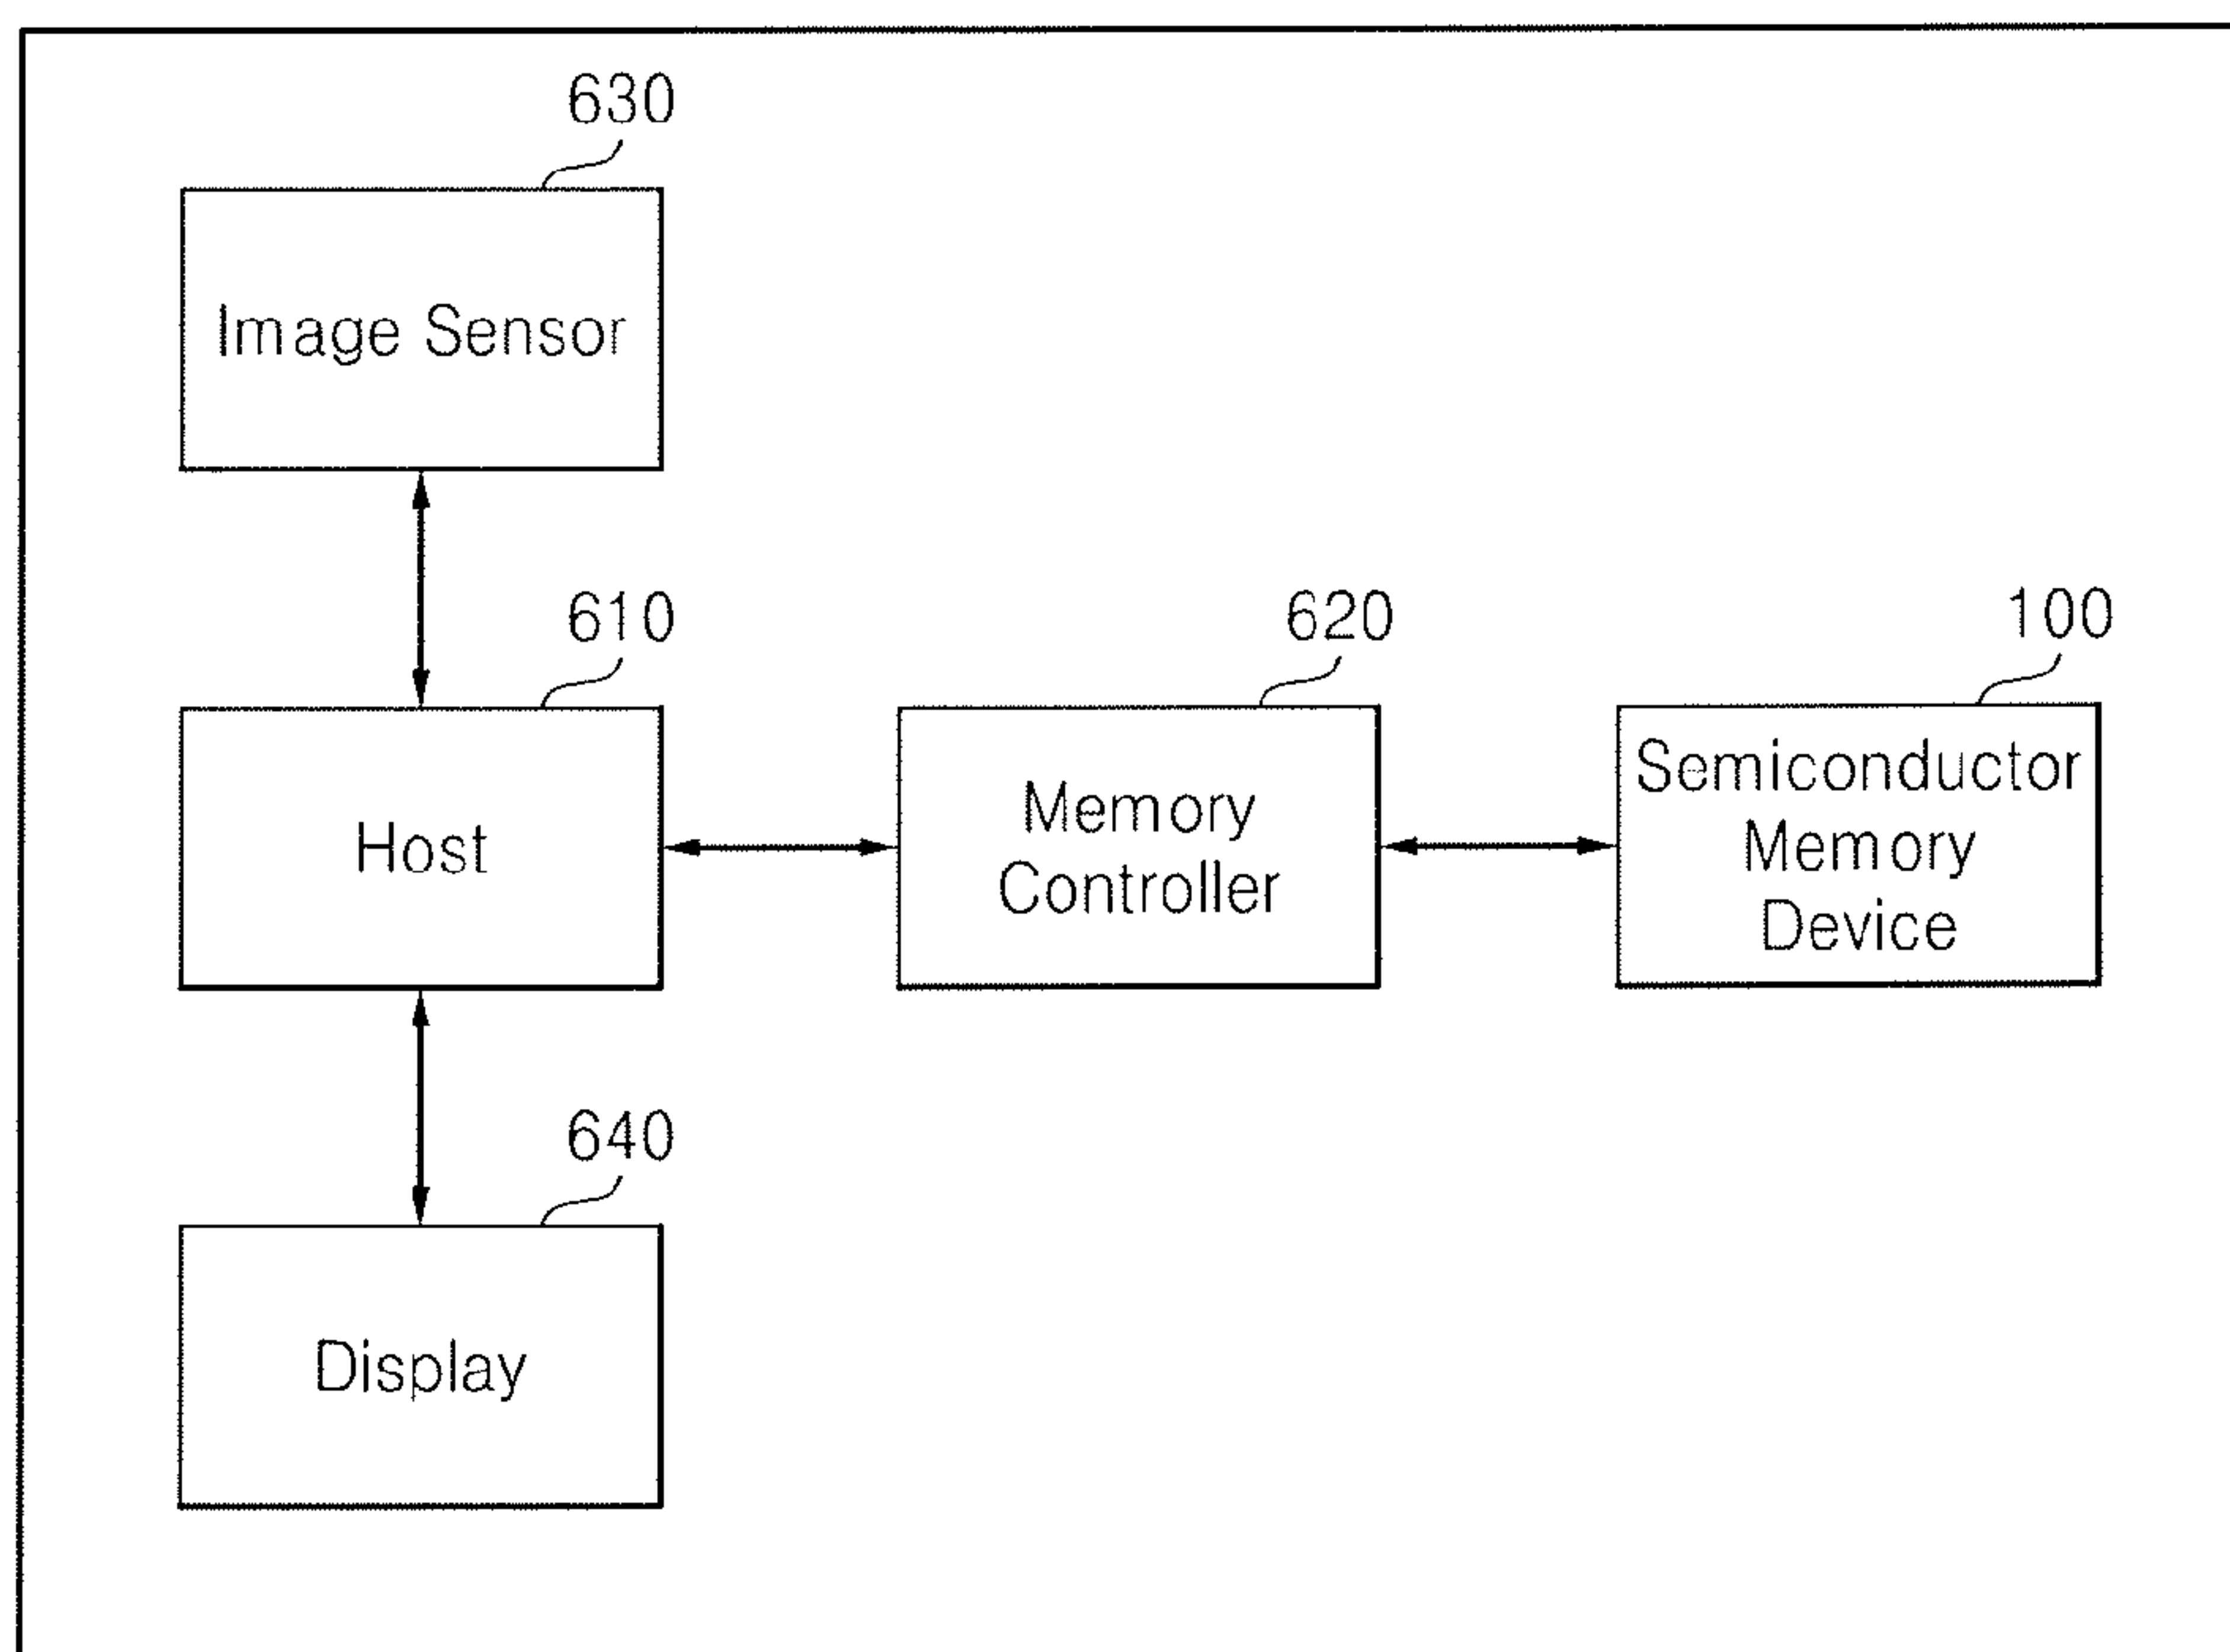 630
Image Sensor
610
Host
620
Memory
Controller
100
Semiconductor
Memory
Device
640
Display